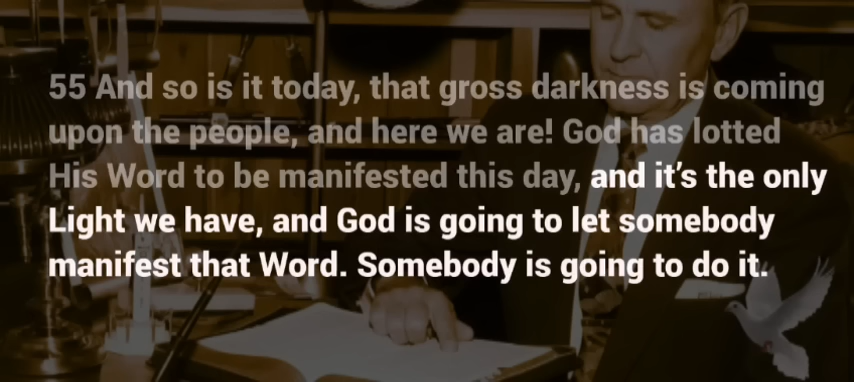 55 And so is it today, that gross darkness is coming
upon the people, and here we are! God has lotted
His Word to be manifested this day, and it’s the only
Light we have, and God is going to let somebody
manifest that Word. Somebody is going to do it.